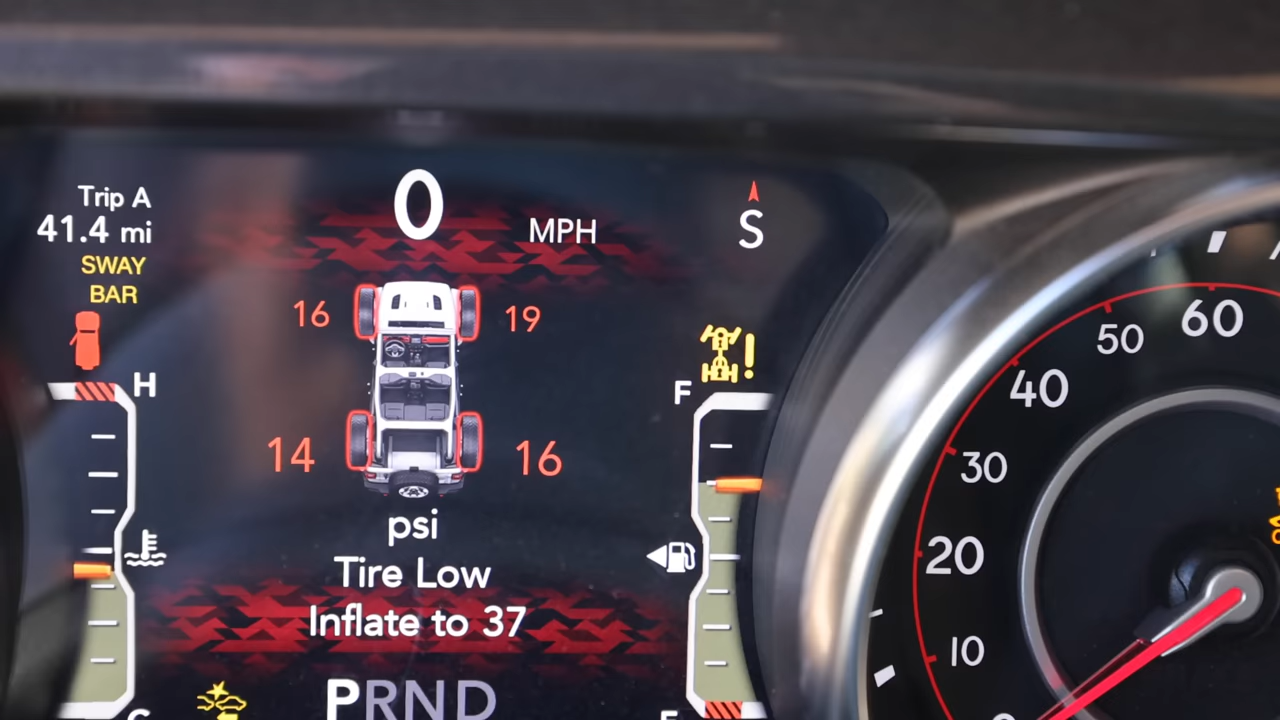 Trip A
41.4 mi
SWAY
BAR
0
MPH
S
16
19
14
16
psi
Tire Low
Inflate to 37
PRND
H
F
!
10
20
30
40
50
60